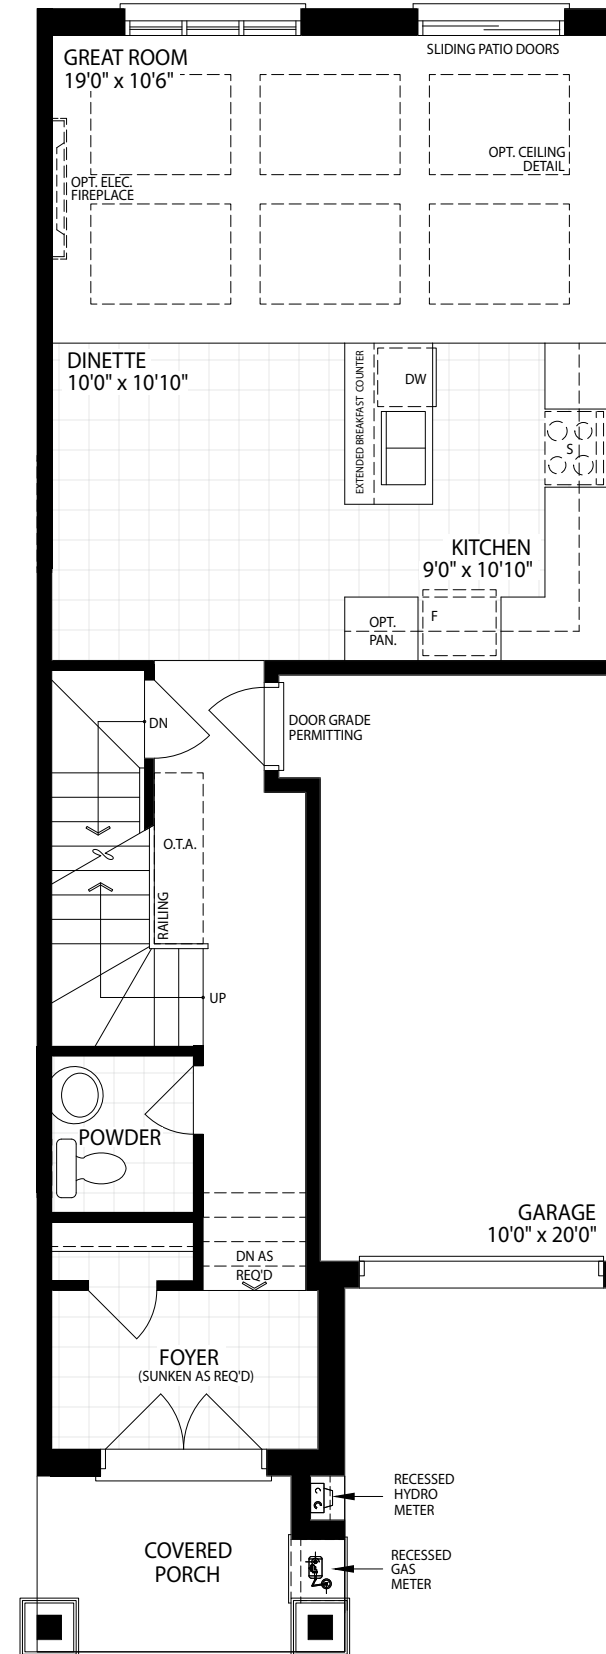 GREAT ROOM
19'0" x 10'6"
SLIDING PATIO DOORS
OPT. CEILING
DETAIL
OPT. ELEC.
FIREPLACE
DINETTE
10'0" x 10'10"
EXTENDED BREAKFAST COUNTER
DW
S
KITCHEN
9'0" x 10'10"
OPT.
PAN.
F
DN
DOOR GRADE
PERMITTING
O.T.A.
RAILING
UP
POWDER
GARAGE
10'0" x 20'0"
DN AS
REQ'D
FOYER
(SUNKEN AS REQ'D)
RECESSED
HYDRO
METER
COVERED
PORCH
RECESSED
GAS
METER